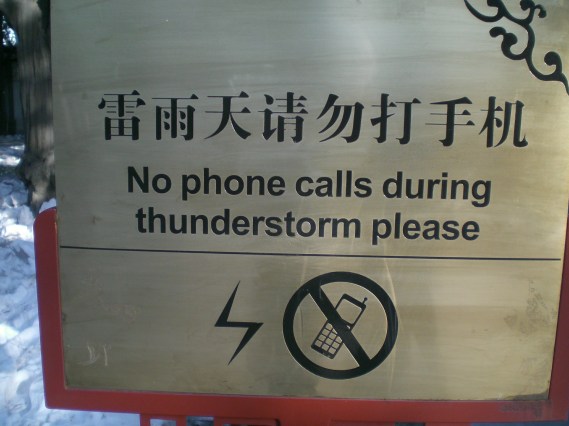 雷雨天请勿打手机
No phone calls during
thunderstorm please